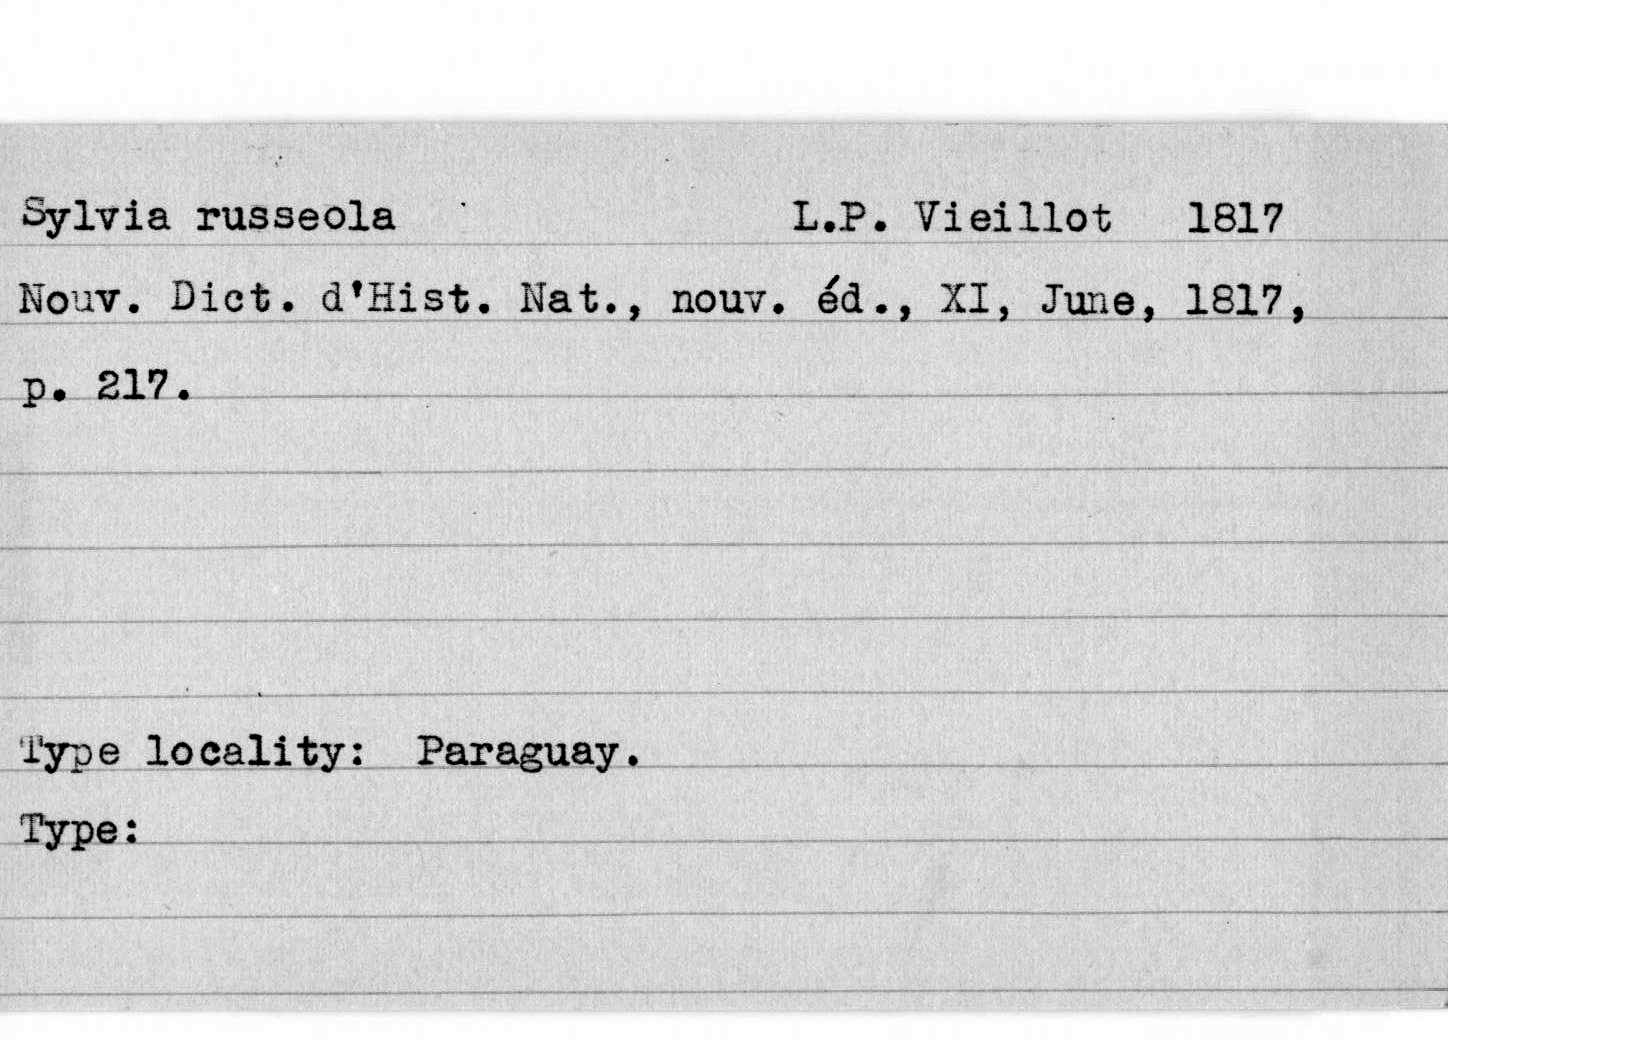 Sylvia russeola L.P. Vieillot 1817
Nouv. Dict. d'Hist. Nat., nouv. éd., XI, June, 1817,
p. 217.
Type locality: Paraguay.
Type: